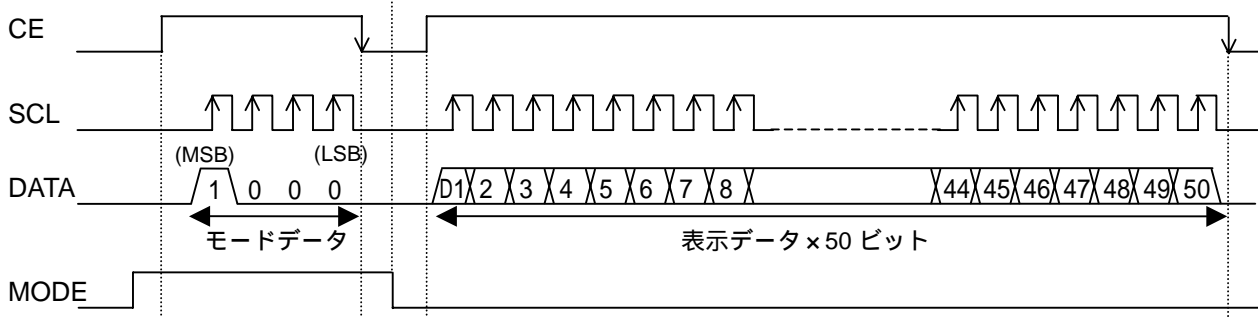 CE
SCL
(MSB) (LSB)
DATA 1 0 0 0 D1 2 3 4 5 6 7 8 44 45 46 47 48 49 50
モードデータ 表示データ×50 ビット
MODE